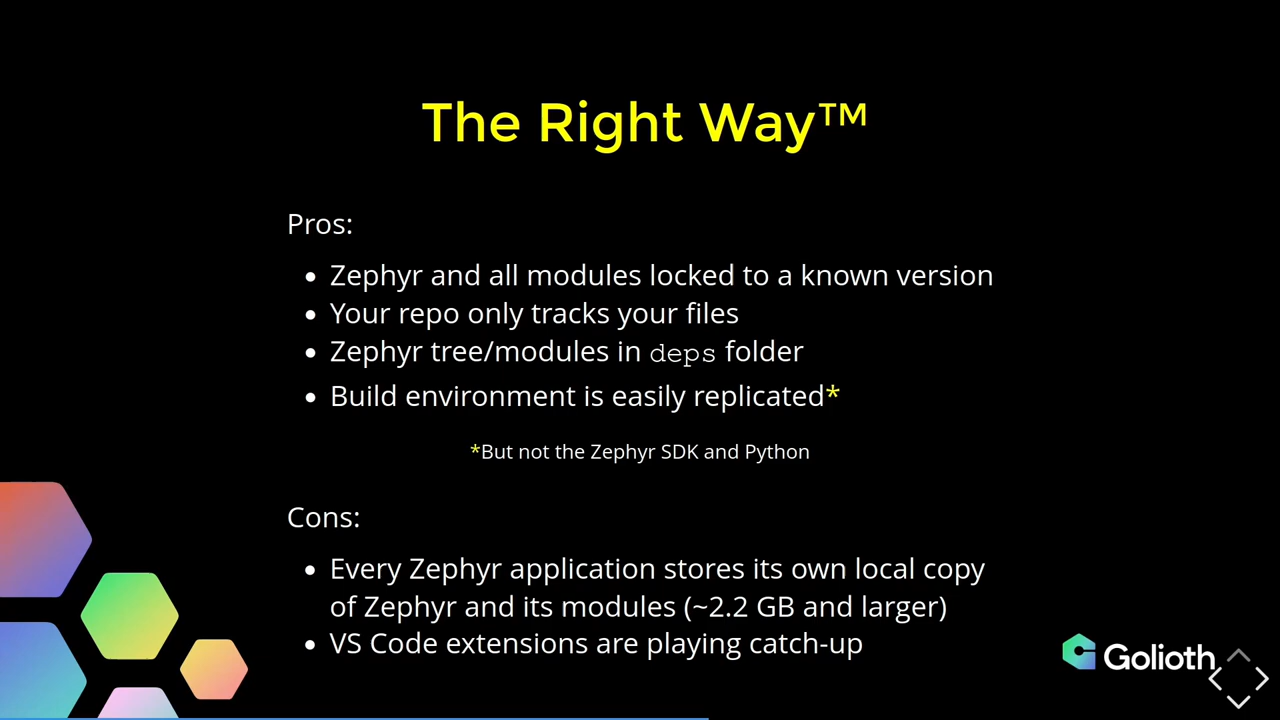 The Right Way™
Pros:
• Zephyr and all modules locked to a known version
• Your repo only tracks your files
• Zephyr tree/modules in deps folder
• Build environment is easily replicated*
*But not the Zephyr SDK and Python
Cons:
• Every Zephyr application stores its own local copy
of Zephyr and its modules (~2.2 GB and larger)
• VS Code extensions are playing catch-up
Golioth